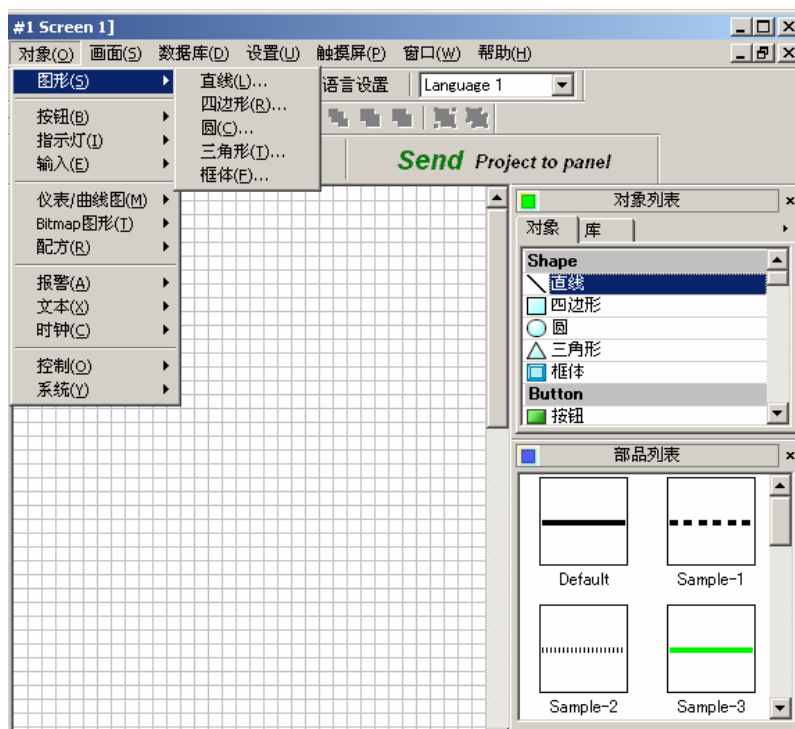 #1 Screen 1]
对象(O) 画面(S) 数据库(D) 设置(U) 触摸屏(P) 窗口(W) 帮助(H)
图形(S)
直线(L)...
四边形(R)...
圆(C)...
三角形(T)...
框体(F)...
语言设置 Language 1
按钮(B)
指示灯(I)
输入(E)
Send Project to panel
仪表/曲线图(M)
Bitmap图形(T)
配方(R)
报警(A)
文本(X)
时钟(C)
控制(O)
系统(Y)
对象列表
对象 库
Shape
直线
四边形
圆
三角形
框体
Button
按钮
部品列表
Default Sample-1
Sample-2 Sample-3